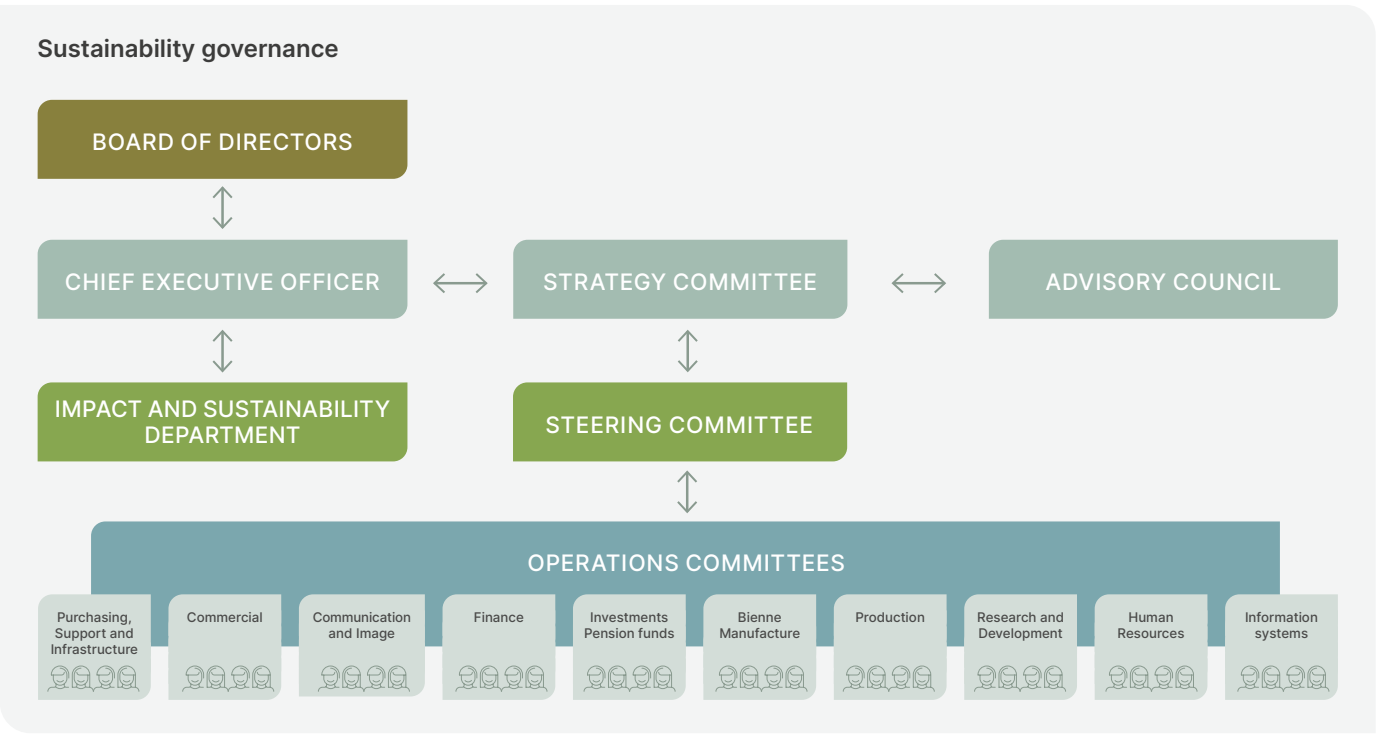 Sustainability governance
BOARD OF DIRECTORS
CHIEF EXECUTIVE OFFICER
STRATEGY COMMITTEE
ADVISORY COUNCIL
IMPACT AND SUSTAINABILITY
DEPARTMENT
STEERING COMMITTEE
OPERATIONS COMMITTEES
Purchasing,
Support and
Infrastructure
Commercial
Communication
and Image
Finance
Investments
Pension funds
Bienne
Manufacture
Production
Research and
Development
Human
Resources
Information
systems